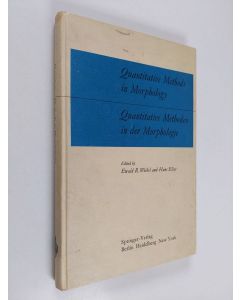 Quantitative Methods
in Morphology
Quantitative Methoden
in der Morphologie
Edited by
Ewald R. Weibel and Hans Elias
Springer-Verlag
Berlin Heidelberg New York